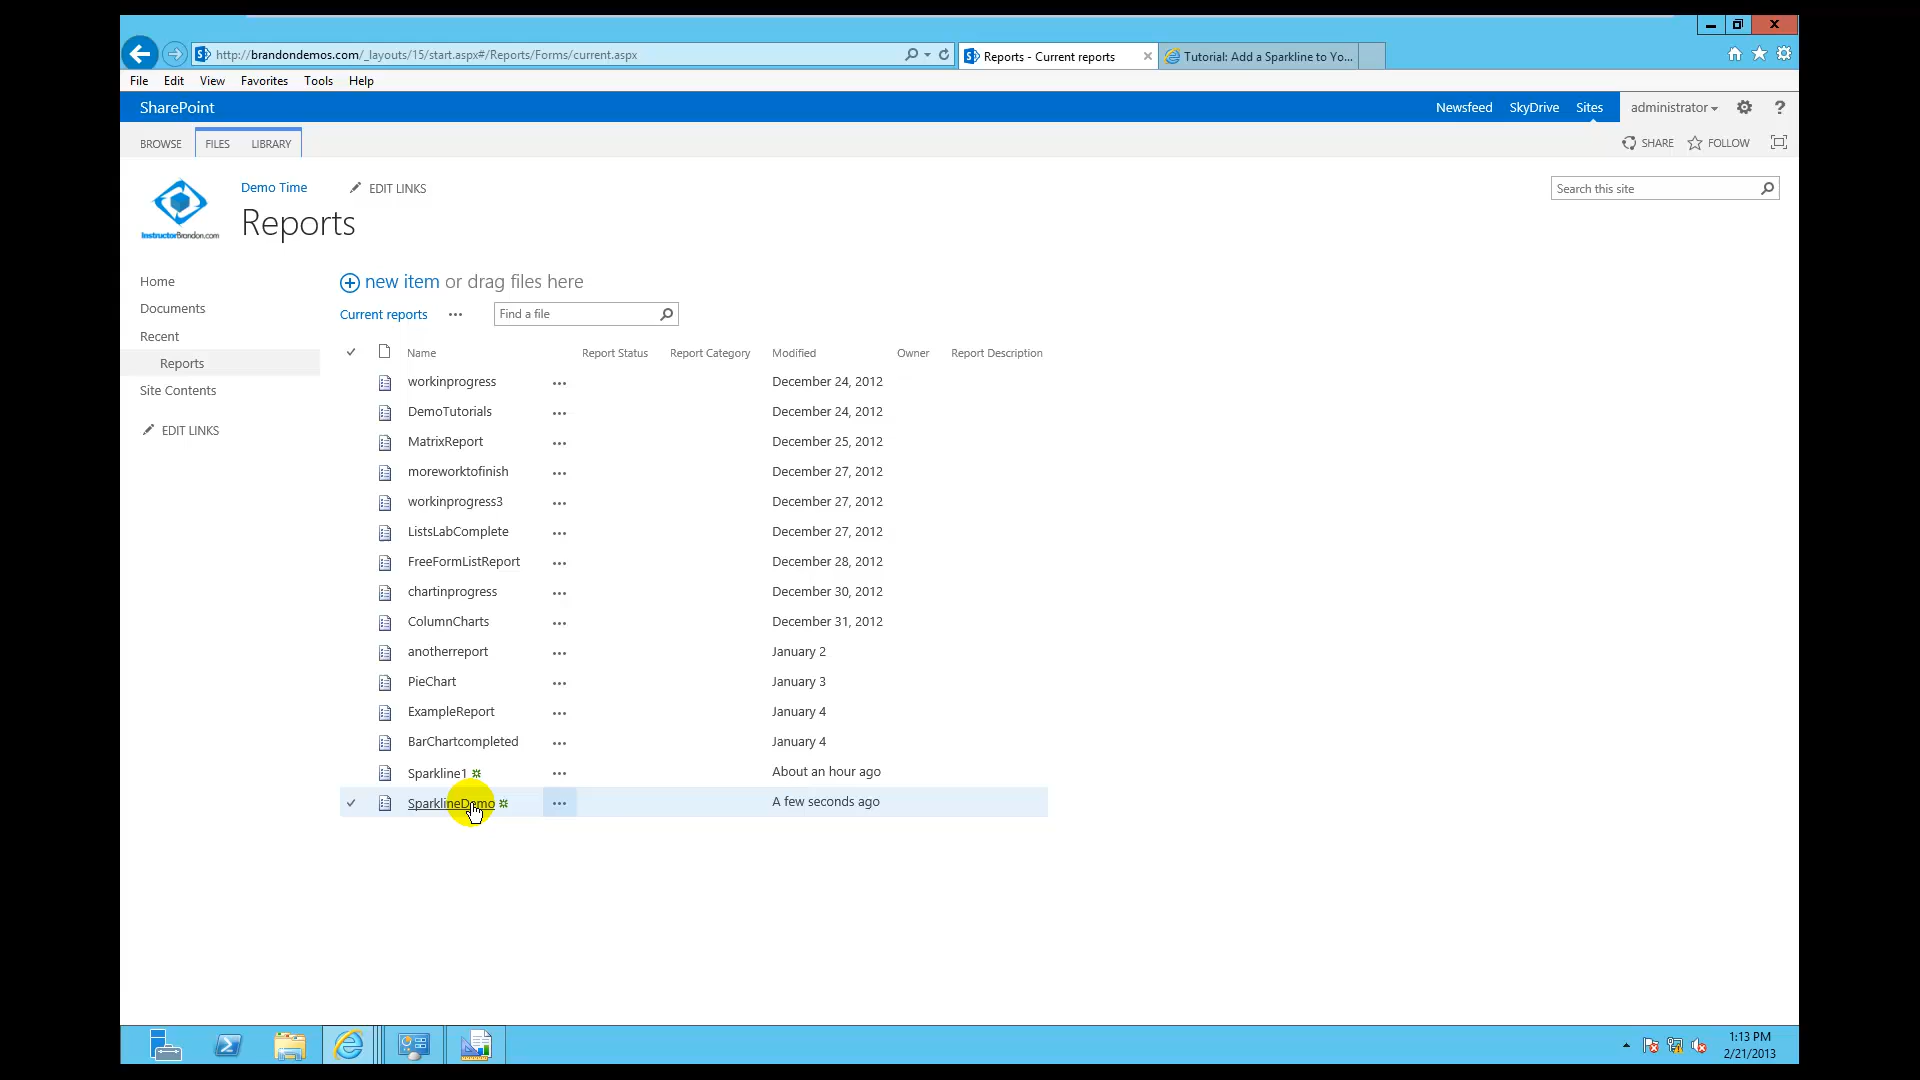 http://brandondemos.com/_layouts/15/start.aspx#/Reports/Forms/current.aspx
Reports - Current reports
Tutorial: Add a Sparkline to Yo...
File Edit View Favorites Tools Help
SharePoint
Newsfeed SkyDrive Sites administrator ?
BROWSE FILES LIBRARY
SHARE FOLLOW
Demo Time EDIT LINKS
Search this site
Reports
InstructorBrandon.com
Home
Documents
Recent
Reports
Site Contents
EDIT LINKS
new item or drag files here
Current reports ... Find a file
Name Report Status Report Category Modified Owner Report Description
workinprogress ... December 24, 2012
DemoTutorials ... December 24, 2012
MatrixReport ... December 25, 2012
moreworktofinish ... December 27, 2012
workinprogress3 ... December 27, 2012
ListsLabComplete ... December 27, 2012
FreeFormListReport ... December 28, 2012
chartinprogress ... December 30, 2012
ColumnCharts ... December 31, 2012
anotherreport ... January 2
PieChart ... January 3
ExampleReport ... January 4
BarChartcompleted ... January 4
Sparkline1 ... About an hour ago
SparklineDemo ... A few seconds ago
1:13 PM
2/21/2013